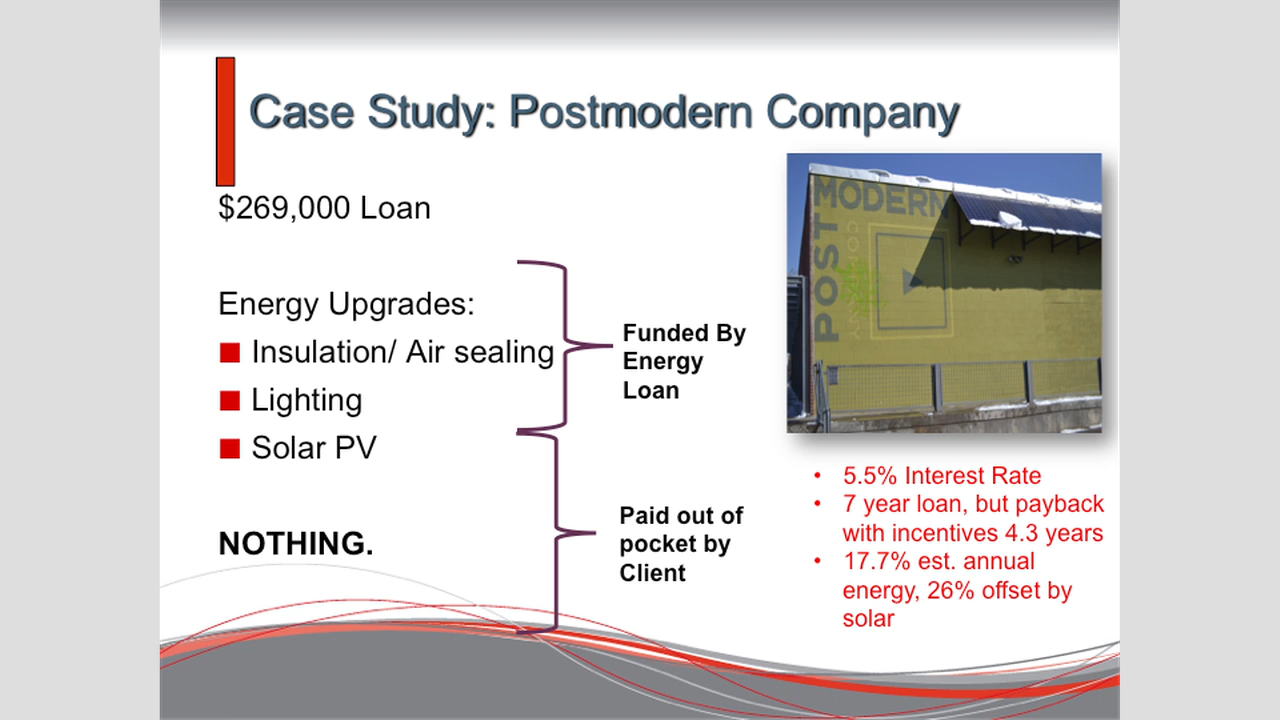 Case Study: Postmodern Company
$269,000 Loan
Energy Upgrades:
Insulation/ Air sealing
Lighting
Solar PV
NOTHING.
Funded By
Energy
Loan
Paid out of
pocket by
Client
POST
MODERN
COMPANY
• 5.5% Interest Rate
• 7 year loan, but payback
with incentives 4.3 years
• 17.7% est. annual
energy, 26% offset by
solar